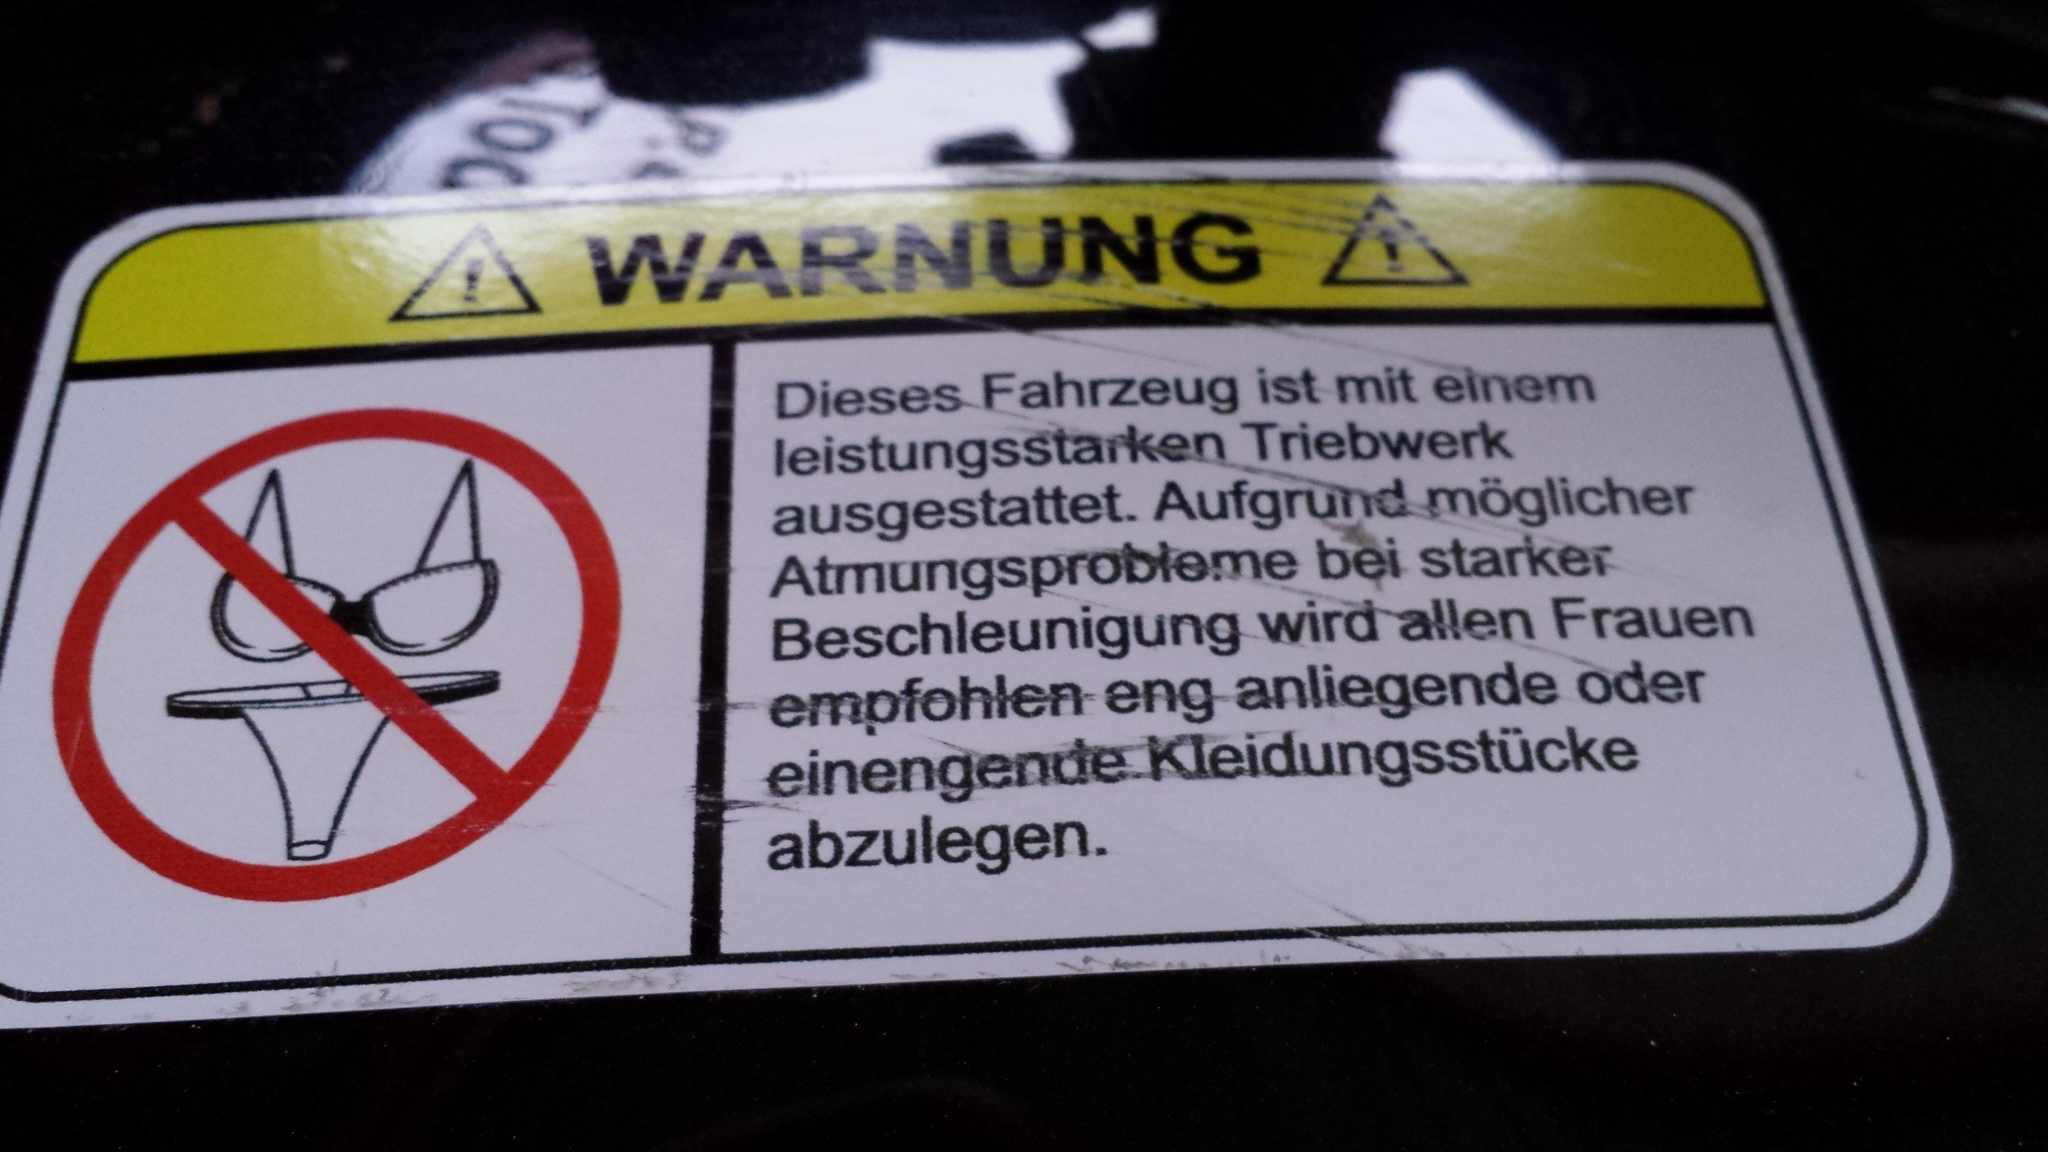 WARNUNG
Dieses Fahrzeug ist mit einem
leistungsstarken Triebwerk
ausgestattet. Aufgrund möglicher
Atmungsprobleme bei starker
Beschleunigung wird allen Frauen
empfohlen eng anliegende oder
einengende Kleidungsstücke
abzulegen.